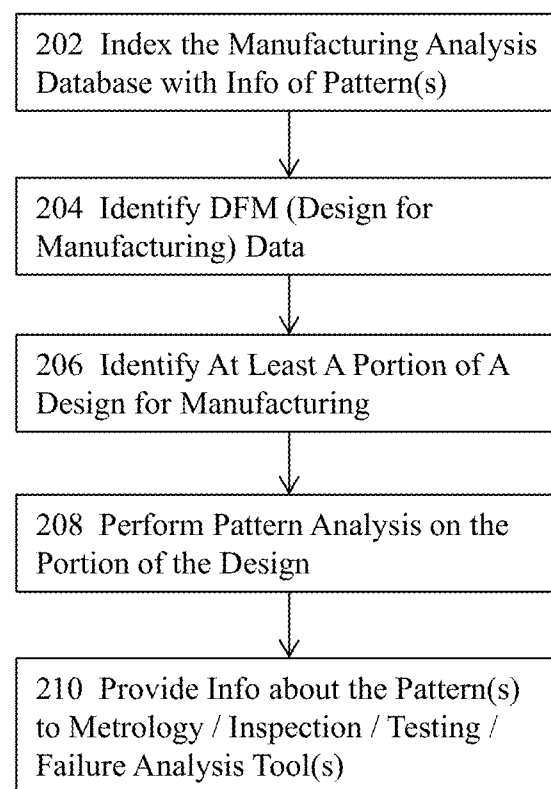 202 Index the Manufacturing Analysis
Database with Info of Pattern(s)
204 Identify DFM (Design for
Manufacturing) Data
206 Identify At Least A Portion of A
Design for Manufacturing
208 Perform Pattern Analysis on the
Portion of the Design
210 Provide Info about the Pattern(s)
to Metrology / Inspection / Testing /
Failure Analysis Tool(s)